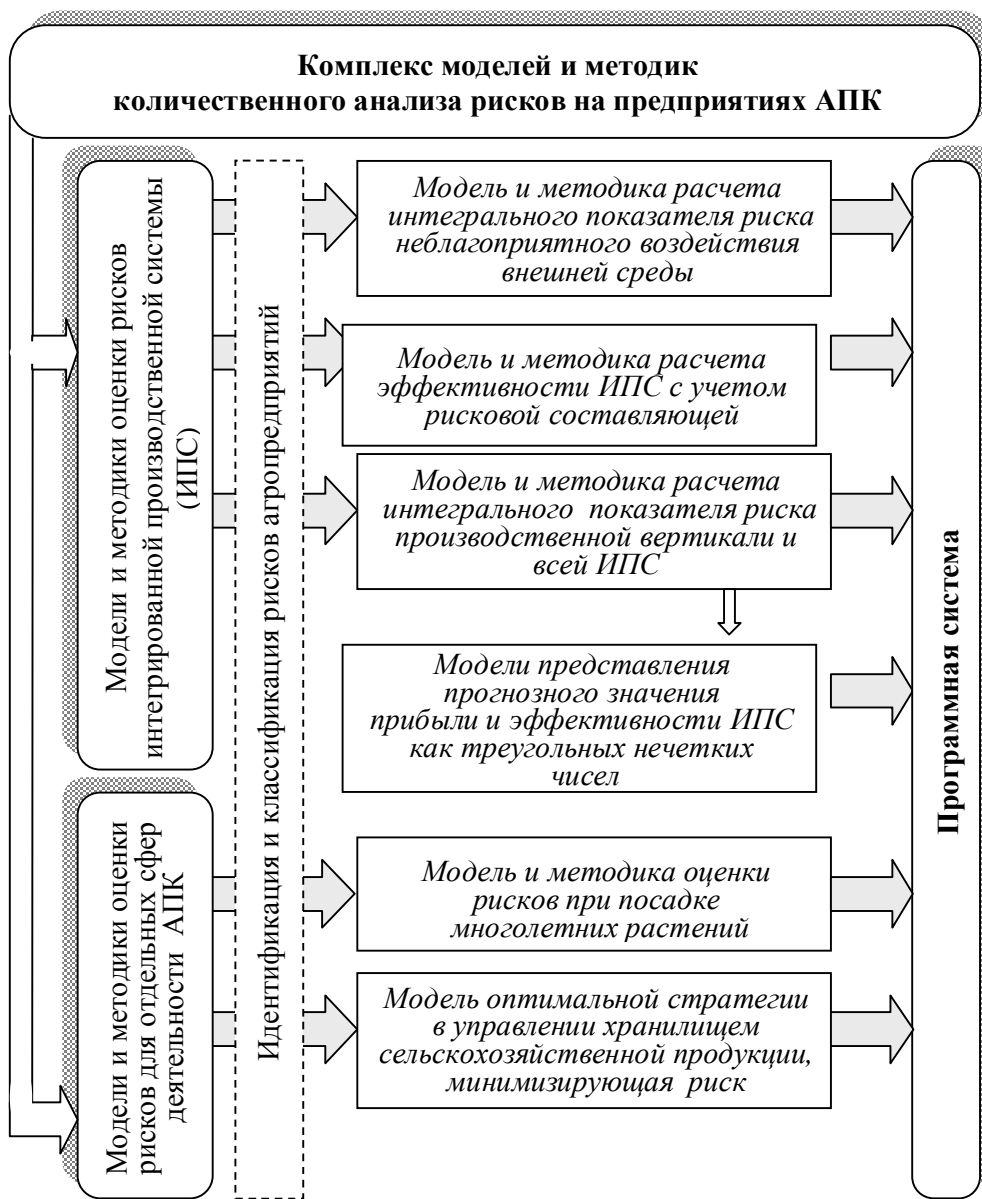 Комплекс моделей и методик
количественного анализа рисков на предприятиях АПК
Модели и методики оценки рисков
интегрированной производственной системы
(ИПС)
Модели и методики оценки
рисков для отдельных сфер
деятельности АПК
Идентификация и классификация рисков агропредприятий
Модель и методика расчета
интегрального показателя риска
неблагоприятного воздействия
внешней среды
Модель и методика расчета
эффективности ИПС с учетом
рисковой составляющей
Модель и методика расчета
интегрального показателя риска
производственной вертикали и
всей ИПС
Модели представления
прогнозного значения
прибыли и эффективности ИПС
как треугольных нечетких
чисел
Модель и методика оценки
рисков при посадке
многолетних растений
Модель оптимальной стратегии
в управлении хранилищем
сельскохозяйственной продукции,
минимизирующая риск
Программная система